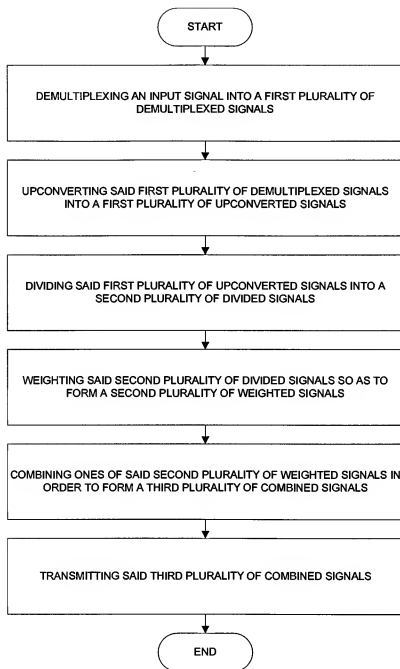 START
DEMULTIPLEXING AN INPUT SIGNAL INTO A FIRST PLURALITY OF
DEMULTIPLEXED SIGNALS
UPCONVERTING SAID FIRST PLURALITY OF DEMULTIPLEXED SIGNALS
INTO A FIRST PLURALITY OF UPCONVERTED SIGNALS
DIVIDING SAID FIRST PLURALITY OF UPCONVERTED SIGNALS INTO A
SECOND PLURALITY OF DIVIDED SIGNALS
WEIGHTING SAID SECOND PLURALITY OF DIVIDED SIGNALS SO AS TO
FORM A SECOND PLURALITY OF WEIGHTED SIGNALS
COMBINING ONES OF SAID SECOND PLURALITY OF WEIGHTED SIGNALS IN
ORDER TO FORM A THIRD PLURALITY OF COMBINED SIGNALS
TRANSMITTING SAID THIRD PLURALITY OF COMBINED SIGNALS
END